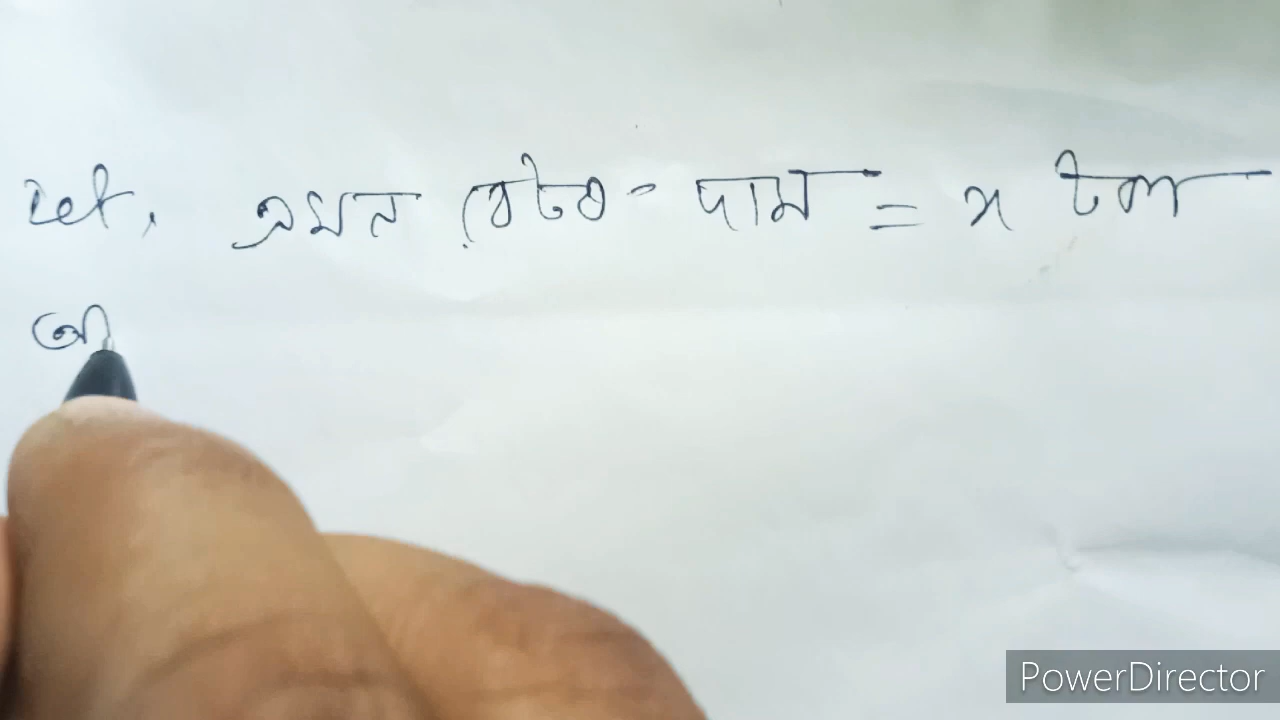 Let, এখন মোট দাম = x টাকা
PowerDirector